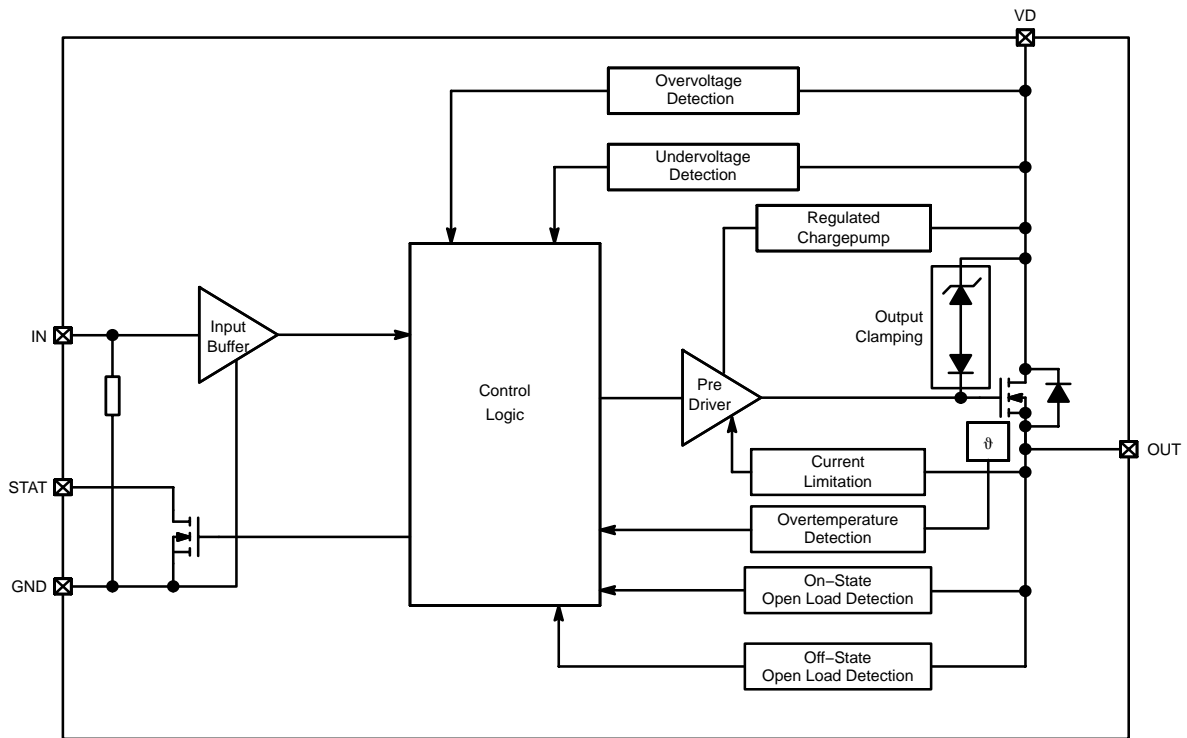 VD
Overvoltage
Detection
Undervoltage
Detection
Regulated
Chargepump
Output
Clamping
IN
Input
Buffer
Control
Logic
Pre
Driver
ϑ
OUT
Current
Limitation
STAT
Overtemperature
Detection
GND
On−State
Open Load Detection
Off−State
Open Load Detection